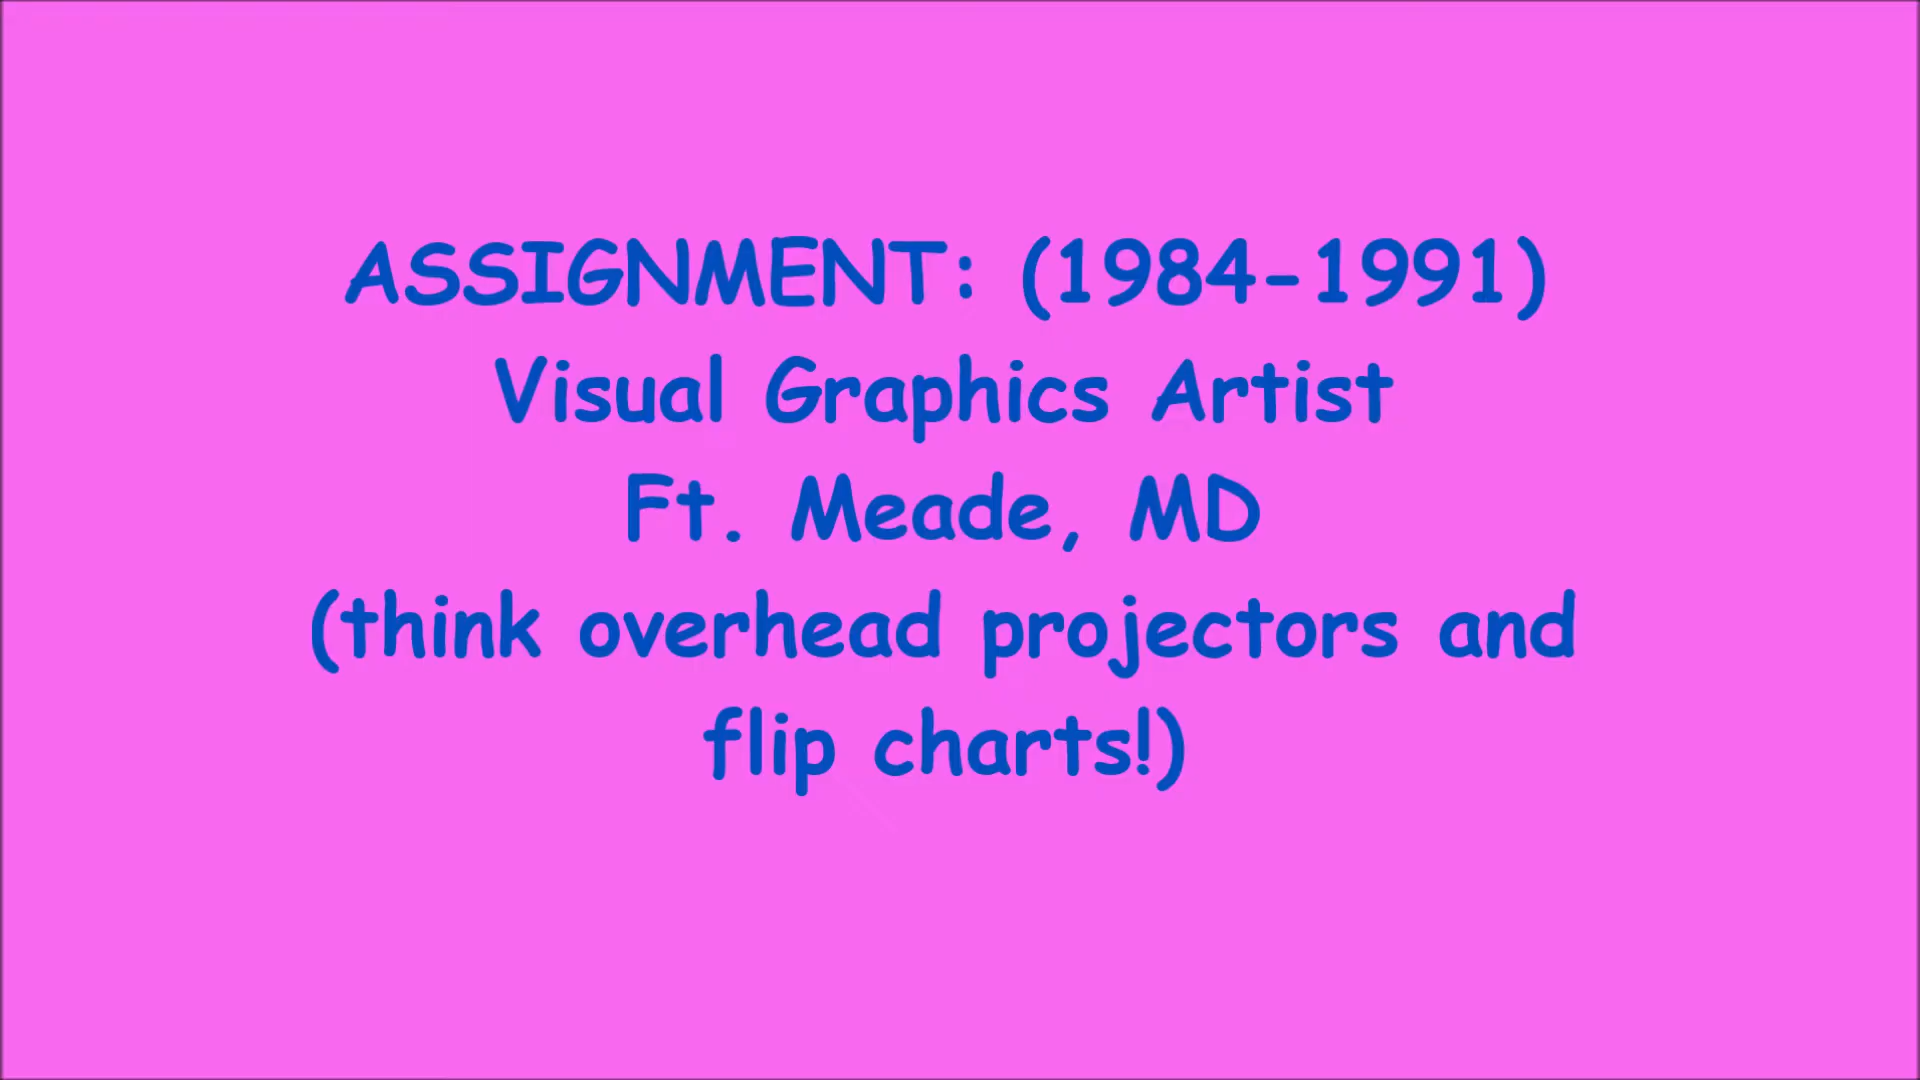 ASSIGNMENT: (1984-1991)
Visual Graphics Artist
Ft. Meade, MD
(think overhead projectors and
flip charts!)